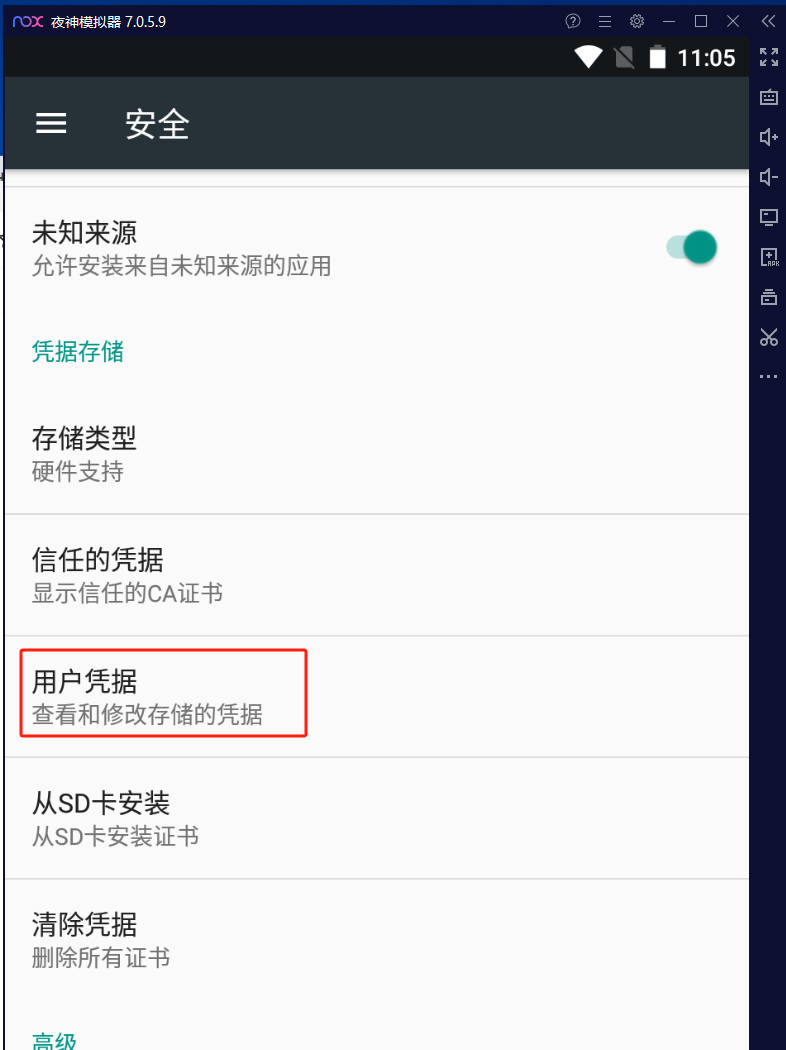 nox 夜神模拟器 7.0.5.9
11:05
安全
未知来源
允许安装来自未知来源的应用
凭据存储
存储类型
硬件支持
信任的凭据
显示信任的CA证书
用户凭据
查看和修改存储的凭据
从SD卡安装
从SD卡安装证书
清除凭据
删除所有证书
高级
APK